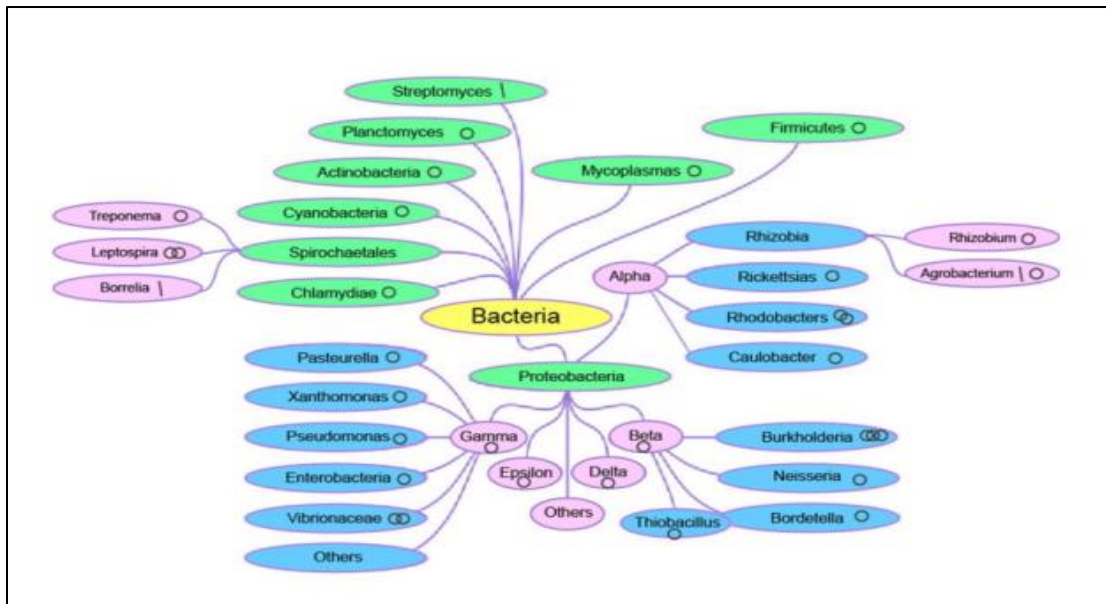 Streptomyces
Planctomyces
Firmicutes
Actinobacteria
Mycoplasmas
Cyanobacteria
Treponema
Leptospira
Borrelia
Spirochaetales
Chlamydiae
Bacteria
Alpha
Rhizobia
Rhizobium
Agrobacterium
Rickettsias
Rhodobacters
Caulobacter
Proteobacteria
Pasteurella
Xanthomonas
Pseudomonas
Enterobacteria
Vibrionaceae
Others
Gamma
Epsilon
Others
Delta
Beta
Burkholderia
Neisseria
Bordetella
Thiobacillus